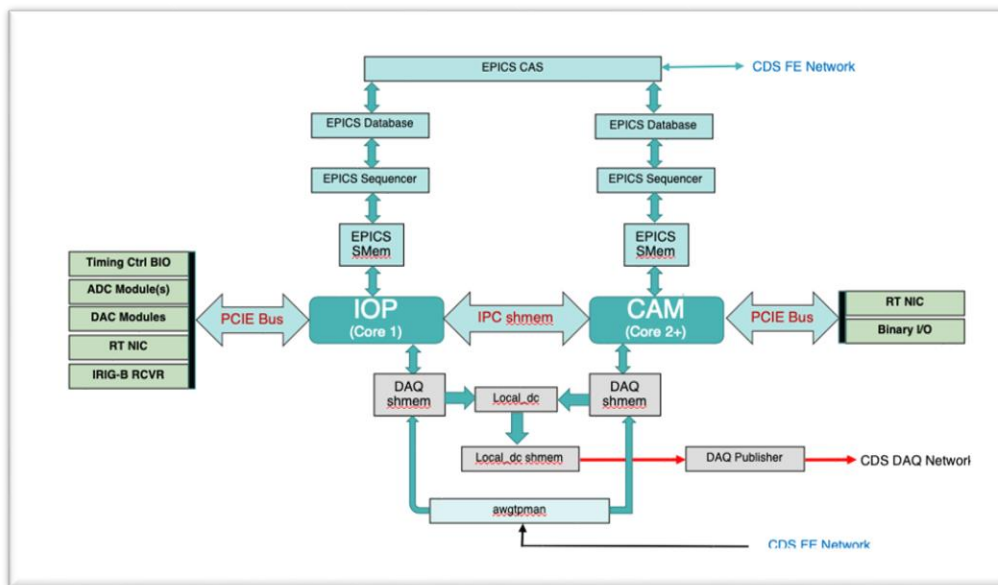 EPICS CAS
CDS FE Network
EPICS Database
EPICS Database
EPICS Sequencer
EPICS Sequencer
EPICS
SMem
EPICS
SMem
Timing Ctrl BIO
ADC Module(s)
DAC Modules
RT NIC
IRIG-B RCVR
PCIE Bus
IOP
(Core 1)
IPC shmem
CAM
(Core 2+)
PCIE Bus
RT NIC
Binary I/O
DAQ
shmem
Local_dc
DAQ
shmem
Local_dc shmem
DAQ Publisher
CDS DAQ Network
awgtpman
CDS FE Network